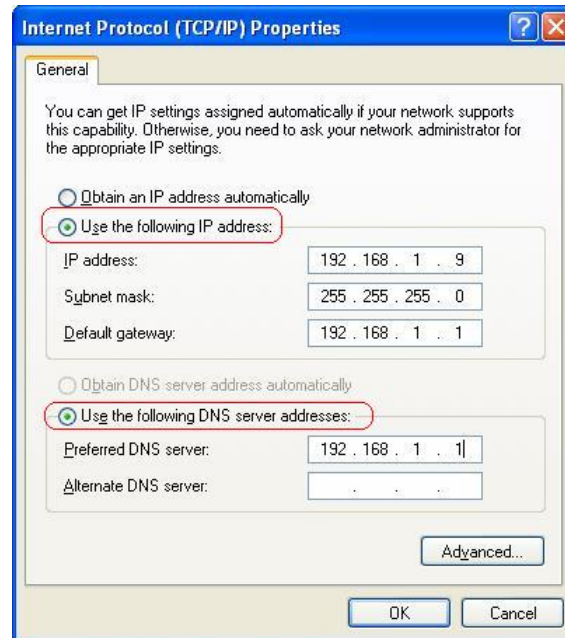 Internet Protocol (TCP/IP) Properties
General
You can get IP settings assigned automatically if your network supports
this capability. Otherwise, you need to ask your network administrator for
the appropriate IP settings.
Obtain an IP address automatically
Use the following IP address:
IP address: 192 . 168 . 1 . 9
Subnet mask: 255 . 255 . 255 . 0
Default gateway: 192 . 168 . 1 . 1
Obtain DNS server address automatically
Use the following DNS server addresses:
Preferred DNS server: 192 . 168 . 1 . 1
Alternate DNS server: . . .
Advanced...
OK Cancel